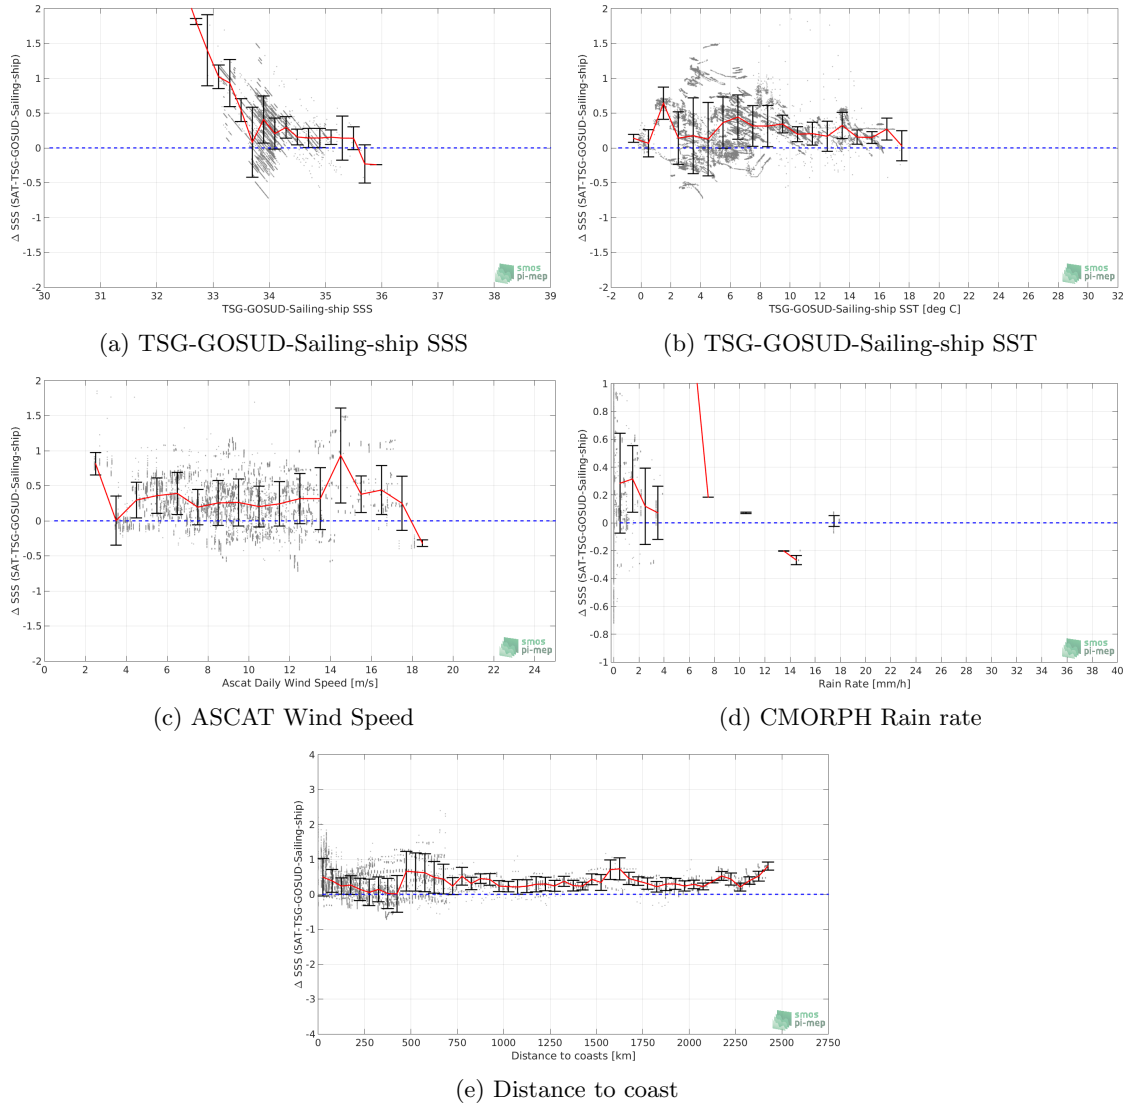 2
1.5
1
0.5
0
-0.5
-1
-1.5
-2
Δ SSS (SAT-TSG-GOSUD-Sailing-ship)
30 31 32 33 34 35 36 37 38 39
TSG-GOSUD-Sailing-ship SSS
smos
pi-mep
(a) TSG-GOSUD-Sailing-ship SSS
2
1.5
1
0.5
0
-0.5
-1
-1.5
-2
Δ SSS (SAT-TSG-GOSUD-Sailing-ship)
-2 0 2 4 6 8 10 12 14 16 18 20 22 24 26 28 30 32
TSG-GOSUD-Sailing-ship SST [deg C]
smos
pi-mep
(b) TSG-GOSUD-Sailing-ship SST
2
1.5
1
0.5
0
-0.5
-1
-1.5
-2
Δ SSS (SAT-TSG-GOSUD-Sailing-ship)
0 2 4 6 8 10 12 14 16 18 20 22 24
Ascat Daily Wind Speed [m/s]
smos
pi-mep
(c) ASCAT Wind Speed
1
0.8
0.6
0.4
0.2
0
-0.2
-0.4
-0.6
-0.8
-1
Δ SSS (SAT-TSG-GOSUD-Sailing-ship)
0 2 4 6 8 10 12 14 16 18 20 22 24 26 28 30 32 34 36 38 40
Rain Rate [mm/h]
smos
pi-mep
(d) CMORPH Rain rate
4
3
2
1
0
-1
-2
-3
-4
Δ SSS (SAT-TSG-GOSUD-Sailing-ship)
0 250 500 750 1000 1250 1500 1750 2000 2250 2500 2750
Distance to coasts [km]
smos
pi-mep
(e) Distance to coast